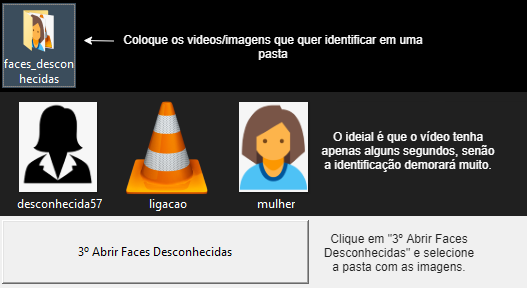 Coloque os videos/imagens que quer identificar em uma
pasta
faces_descon
hecidas
O ideial é que o vídeo tenha
apenas alguns segundos, senão
a identificação demorará muito.
desconhecida57
ligacao
mulher
3º Abrir Faces Desconhecidas
Clique em "3º Abrir Faces
Desconhecidas" e selecione
a pasta com as imagens.